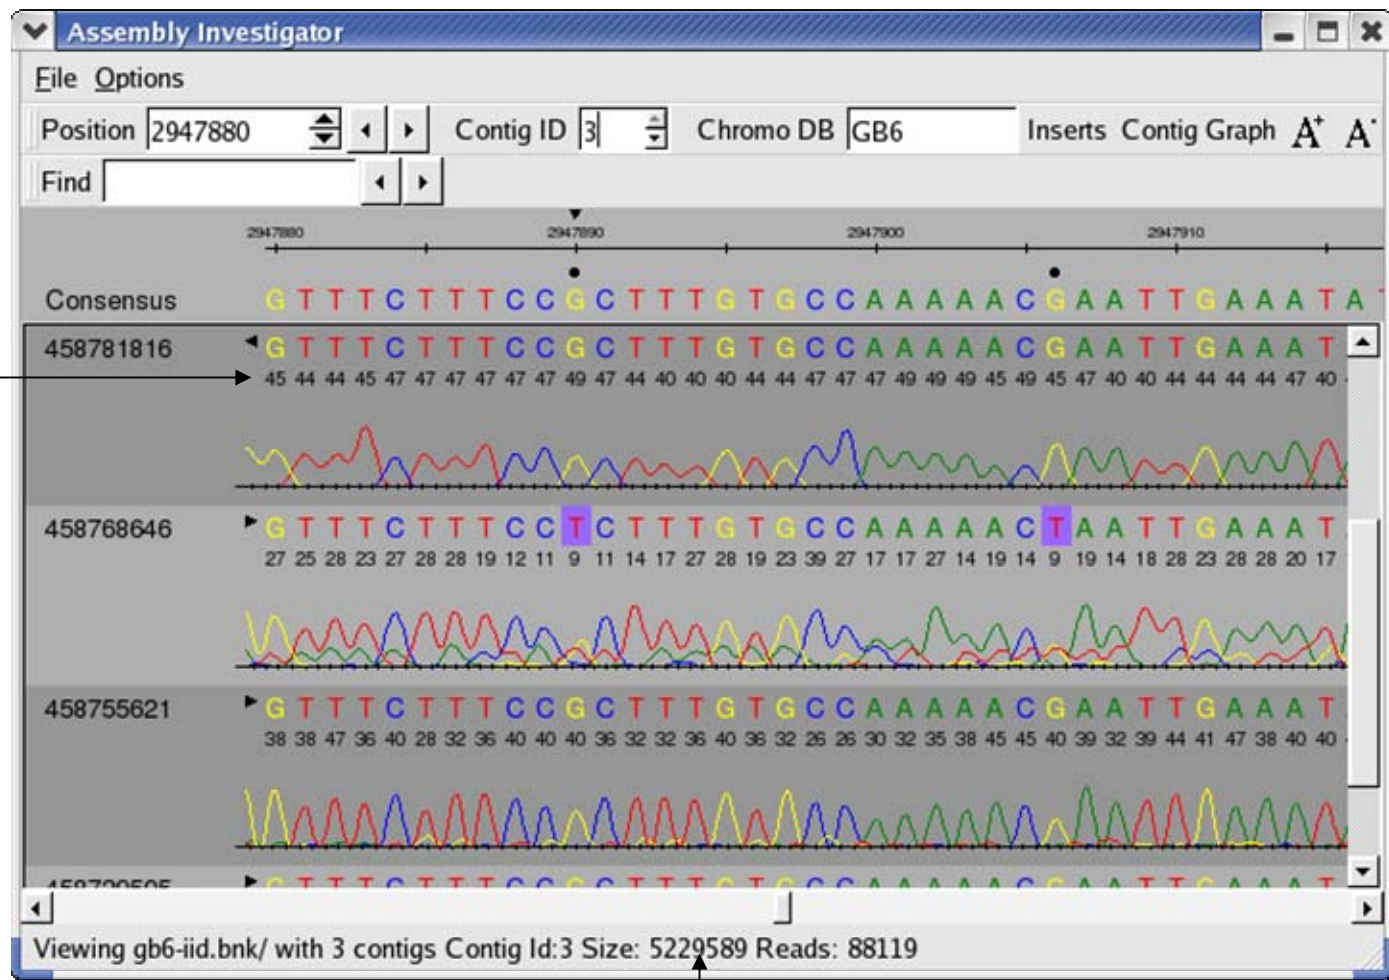 Assembly Investigator
File Options
Position 2947880 Contig ID 3 Chromo DB GB6 Inserts Contig Graph A+ A-
Find
2947880 2947890 2947900 2947910
Consensus G T T T C T T T C C G C T T T G T G C C A A A A A C G A A T T G A A A T A
458781816 G T T T C T T T C C G C T T T G T G C C A A A A A C G A A T T G A A A T
45 44 44 45 47 47 47 47 47 47 49 47 44 40 40 40 44 44 47 47 47 49 49 49 49 49 45 47 40 40 44 44 44 44 47 40
458768646 G T T T C T T T C C T C T T T G T G C C A A A A A C T A A T T G A A A T
27 25 28 23 27 28 28 19 12 11 9 11 14 17 27 28 19 23 39 27 17 17 27 14 19 14 9 19 14 18 28 23 28 28 20 17
458755621 G T T T C T T T C C G C T T T G T G C C A A A A A C G A A T T G A A A T
38 38 47 36 40 28 32 36 40 40 40 36 32 32 36 40 36 32 26 26 30 32 35 38 45 45 40 39 32 39 44 41 47 38 40 40
Viewing gb6-iid.bnk/ with 3 contigs Contig Id:3 Size: 5229589 Reads: 88119